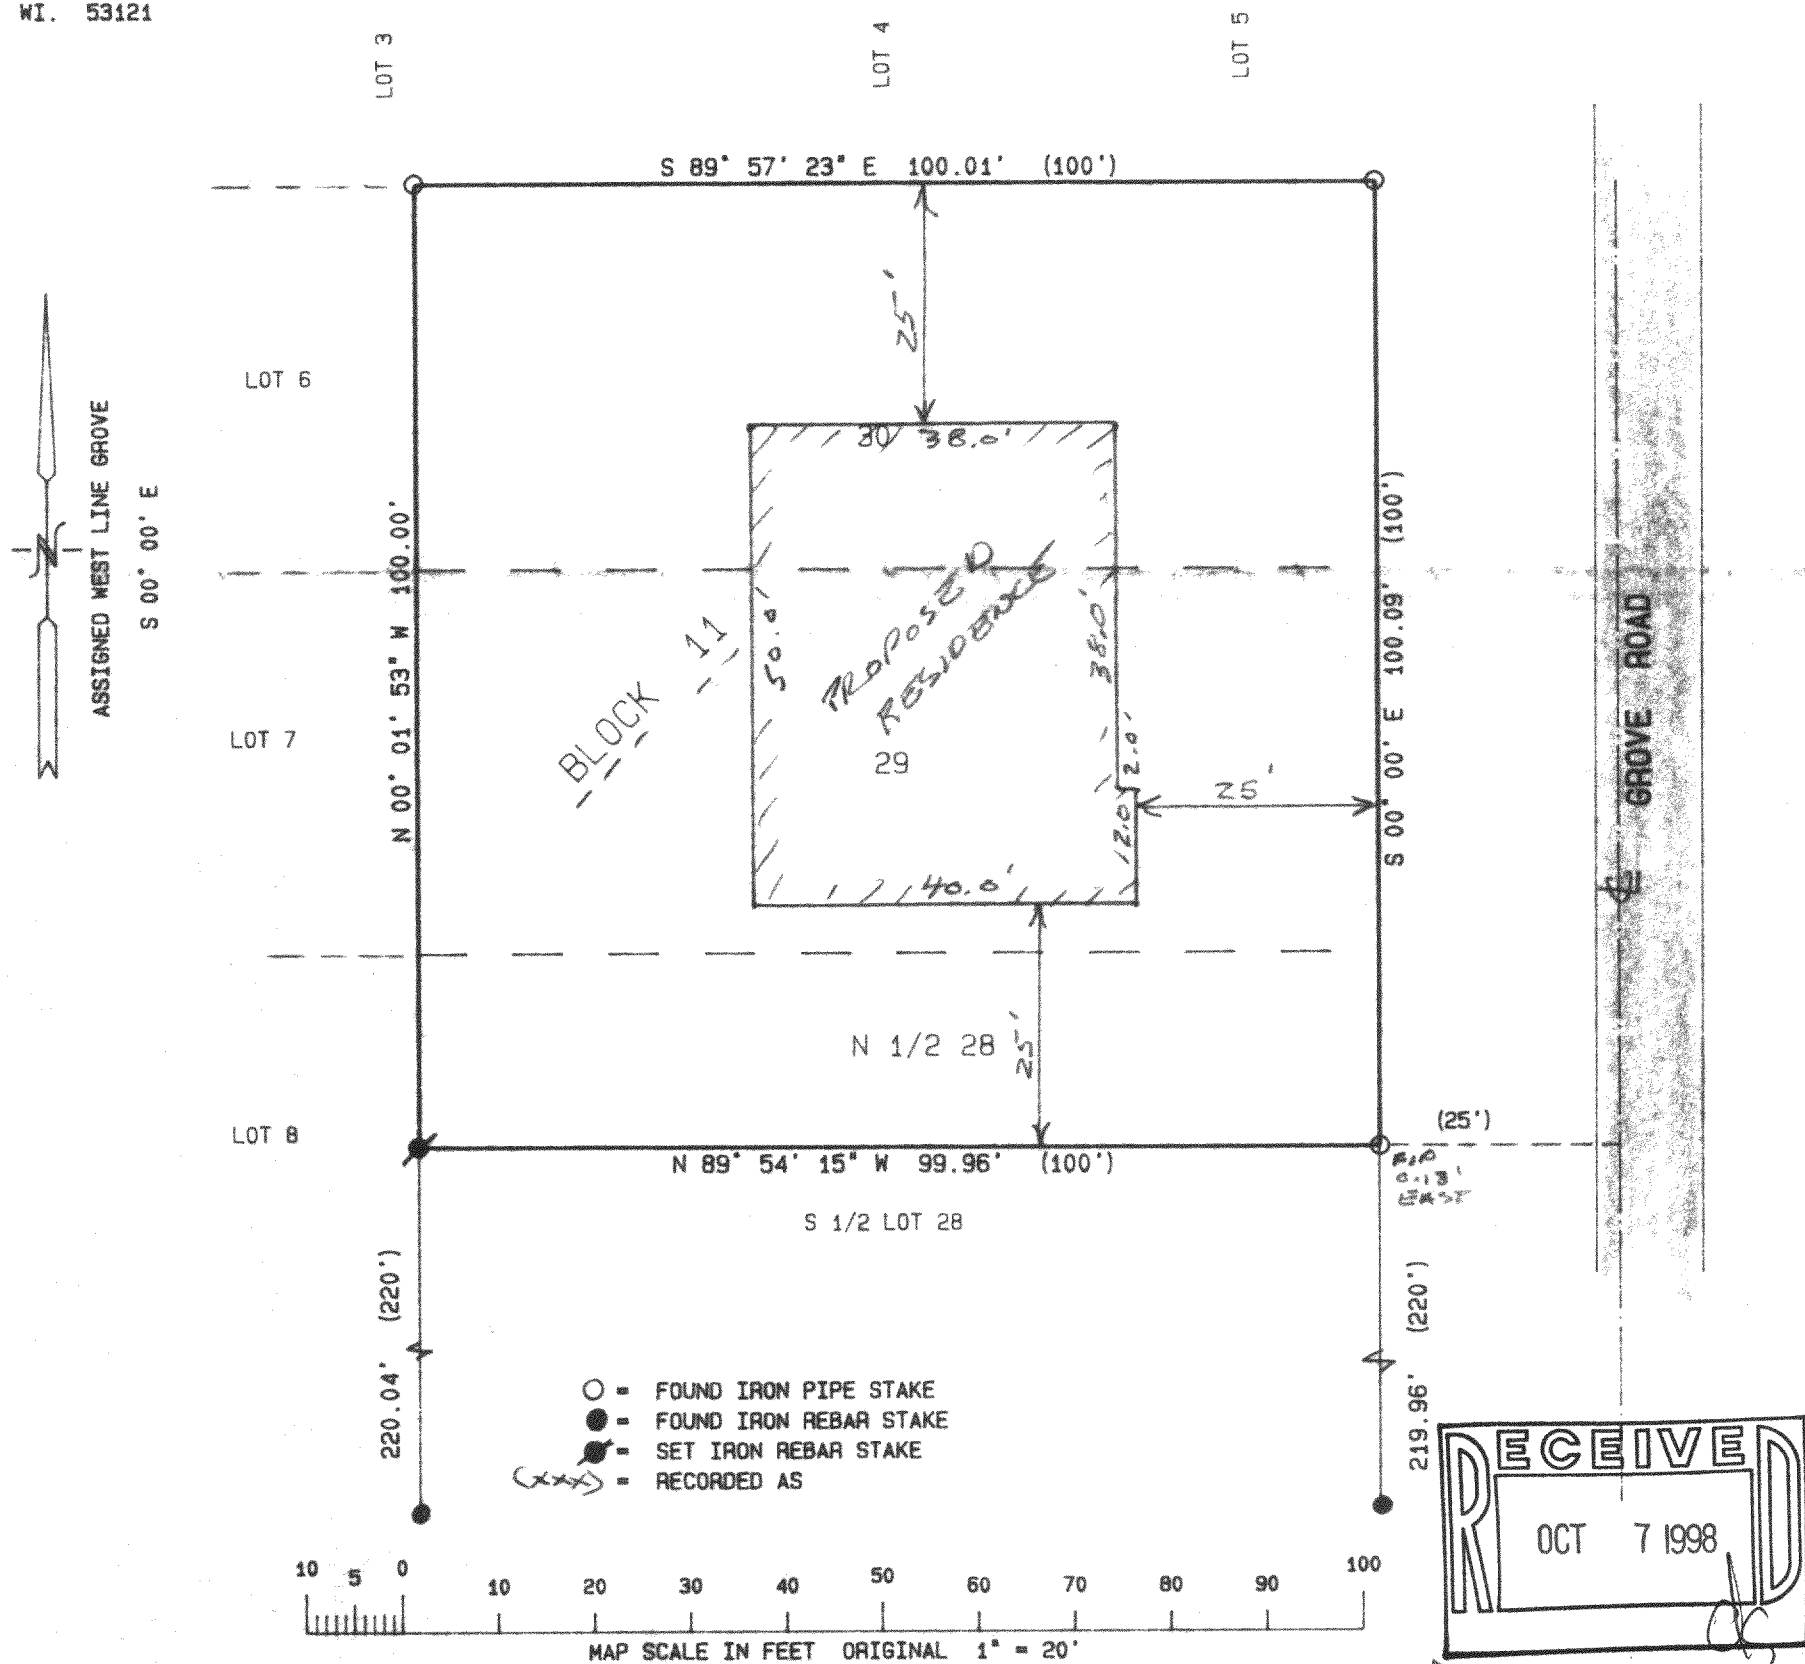 WI. 53121
LOT 3
LOT 4
LOT 5
S 89° 57' 23" E 100.01' (100')
25'
LOT 6
30 38.0'
ASSIGNED WEST LINE GROVE
S 00° 00' E
N
N 00° 01' 53" W 100.00'
S 00° 00' E 100.09' (100')
PROPOSED
RESIDENCE
50.0
38.0'
BLOCK 11
LOT 7
29
2.0'
12.0'
25'
GROVE ROAD
40.0'
N 1/2 28
25'
LOT 8
(25')
N 89° 54' 15" W 99.96' (100')
0.13'
EAST
S 1/2 LOT 28
220.04' (220')
219.96' (220')
O = FOUND IRON PIPE STAKE
● = FOUND IRON REBAR STAKE
= SET IRON REBAR STAKE
(xxx) = RECORDED AS
RECEIVED
OCT 7 1998
10 5 0 10 20 30 40 50 60 70 80 90 100
MAP SCALE IN FEET ORIGINAL 1" = 20'